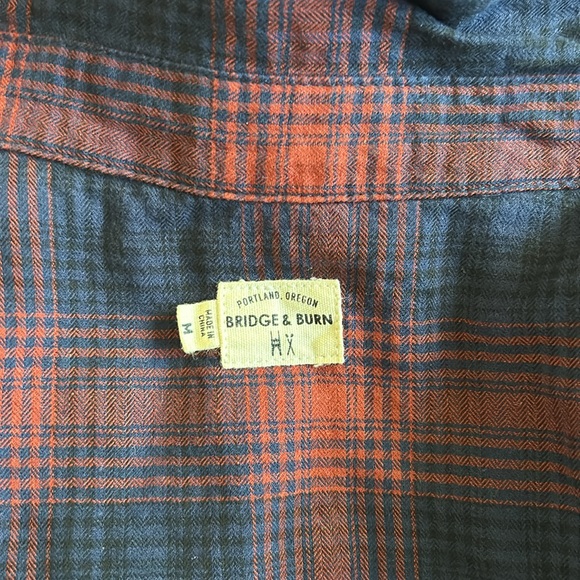 PORTLAND, OREGON
BRIDGE & BURN
M
MADE IN
CHINA